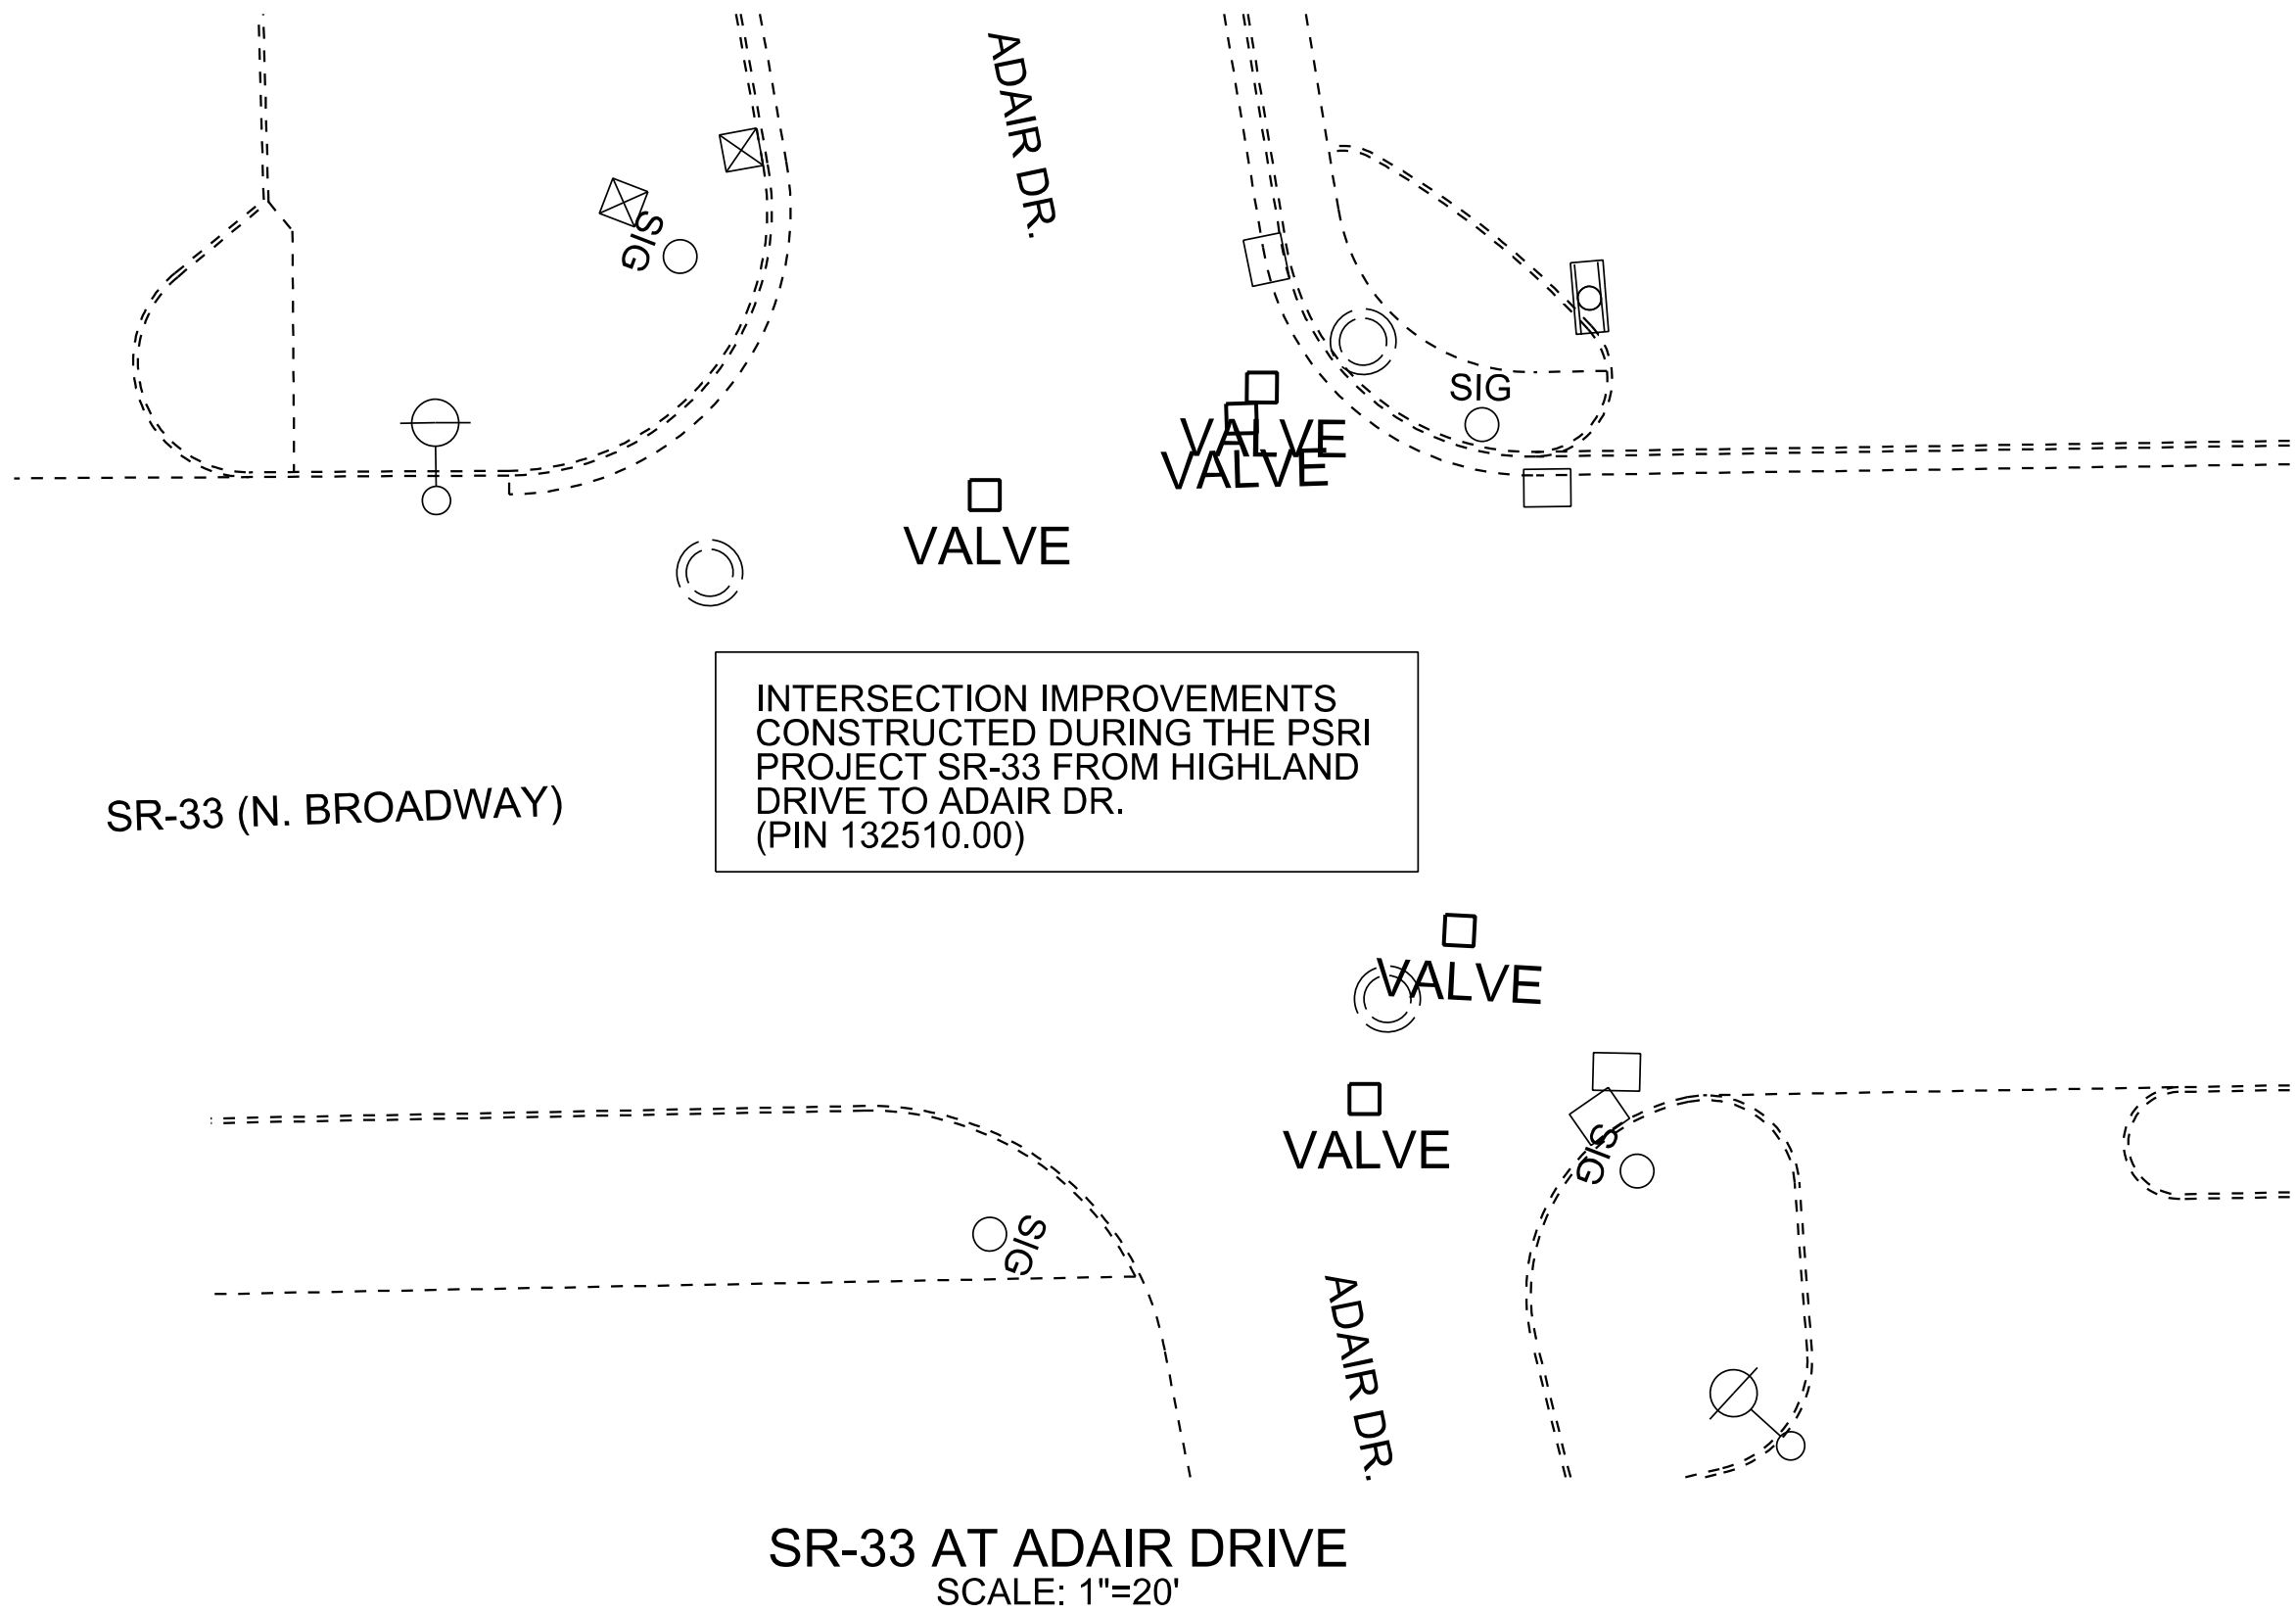 ADAIR DR.
SIG
SIG
VALVE
VALVE
VALVE
INTERSECTION IMPROVEMENTS
CONSTRUCTED DURING THE PSRI
PROJECT SR-33 FROM HIGHLAND
DRIVE TO ADAIR DR.
(PIN 132510.00)
SR-33 (N. BROADWAY)
VALVE
VALVE
SIG
SIG
ADAIR DR.
SR-33 AT ADAIR DRIVE
SCALE: 1"=20'